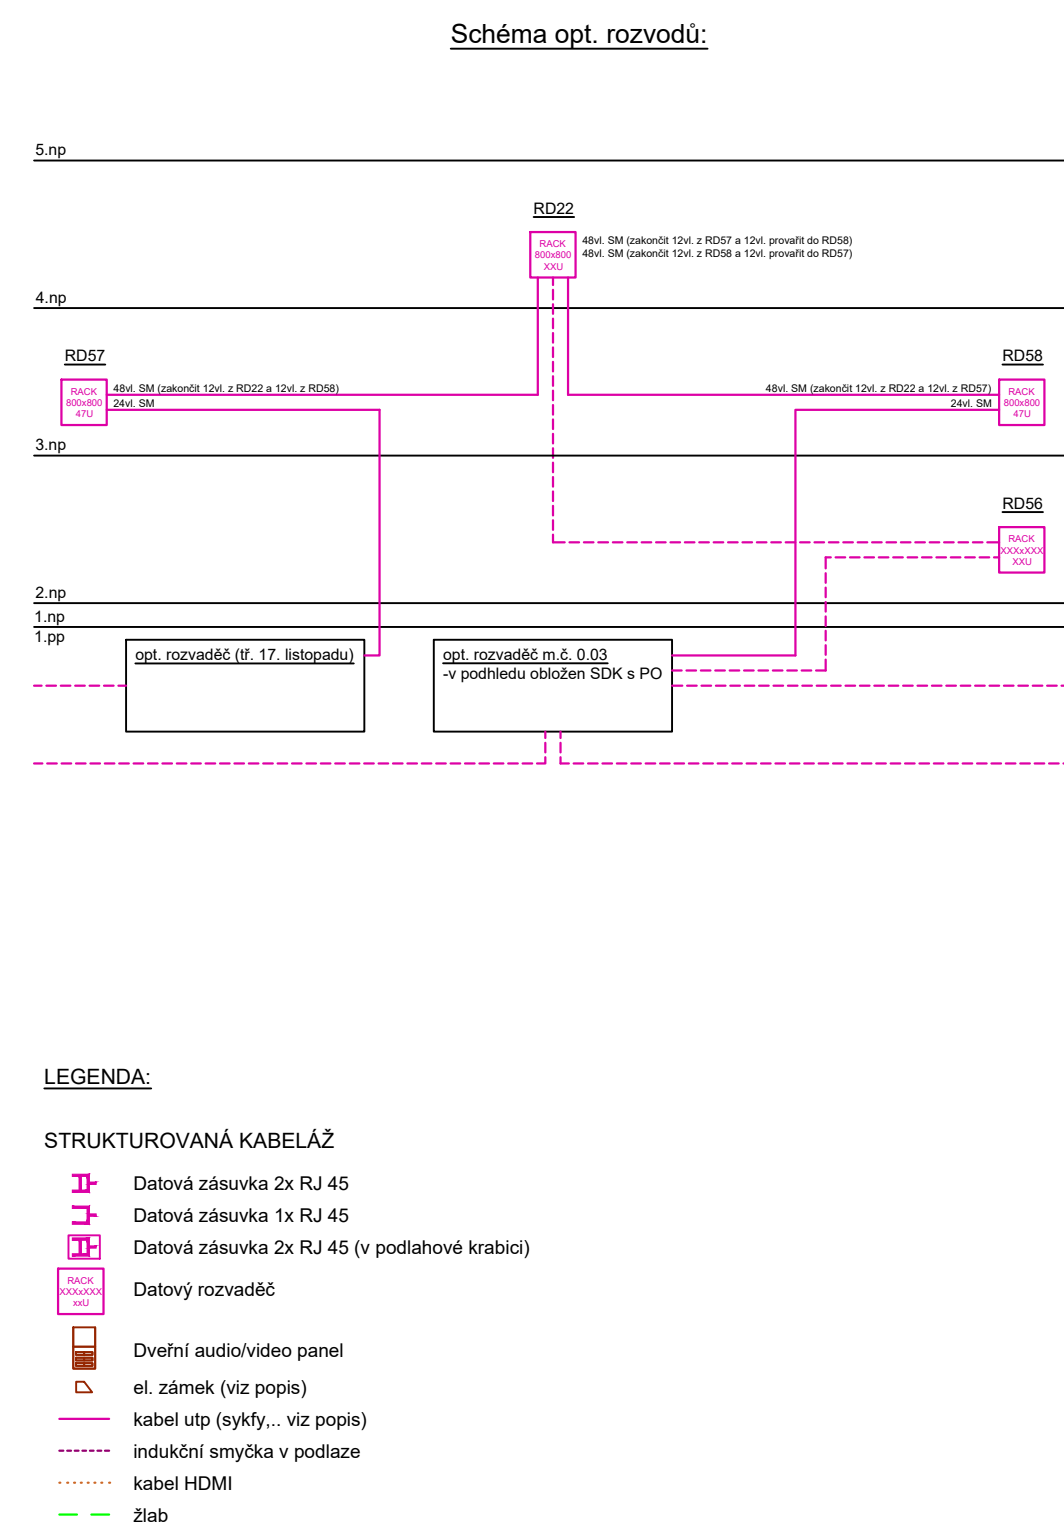 Schéma opt. rozvodů:
5.np
RD22
RACK
800x800
XXU
48vl. SM (zakončit 12vl. z RD57 a 12vl. provařit do RD58)
48vl. SM (zakončit 12vl. z RD58 a 12vl. provařit do RD57)
4.np
RD57
RACK
800x800
47U
48vl. SM (zakončit 12vl. z RD22 a 12vl. z RD58)
24vl. SM
RD58
48vl. SM (zakončit 12vl. z RD22 a 12vl. z RD57)
24vl. SM
RACK
800x800
47U
3.np
RD56
RACK
XXXxXXX
XXU
2.np
1.np
1.pp
opt. rozvaděč (tř. 17. listopadu)
opt. rozvaděč m.č. 0.03
-v podhledu obložen SDK s PO
LEGENDA:
STRUKTUROVANÁ KABELÁŽ
Datová zásuvka 2x RJ 45
Datová zásuvka 1x RJ 45
Datová zásuvka 2x RJ 45 (v podlahové krabici)
RACK
XXXxXXX
xxU
Datový rozvaděč
Dveřní audio/video panel
el. zámek (viz popis)
kabel utp (sykfy,.. viz popis)
indukční smyčka v podlaze
kabel HDMI
žlab